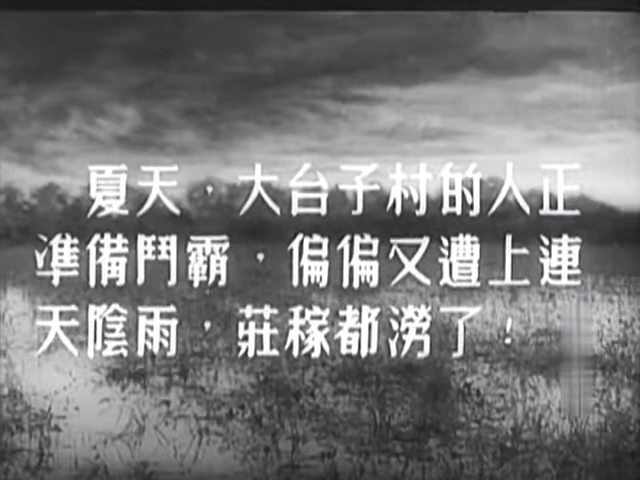 夏天，大台子村的人正
準備鬥霸，偏偏又遭上連
天陰雨，莊稼都澇了！